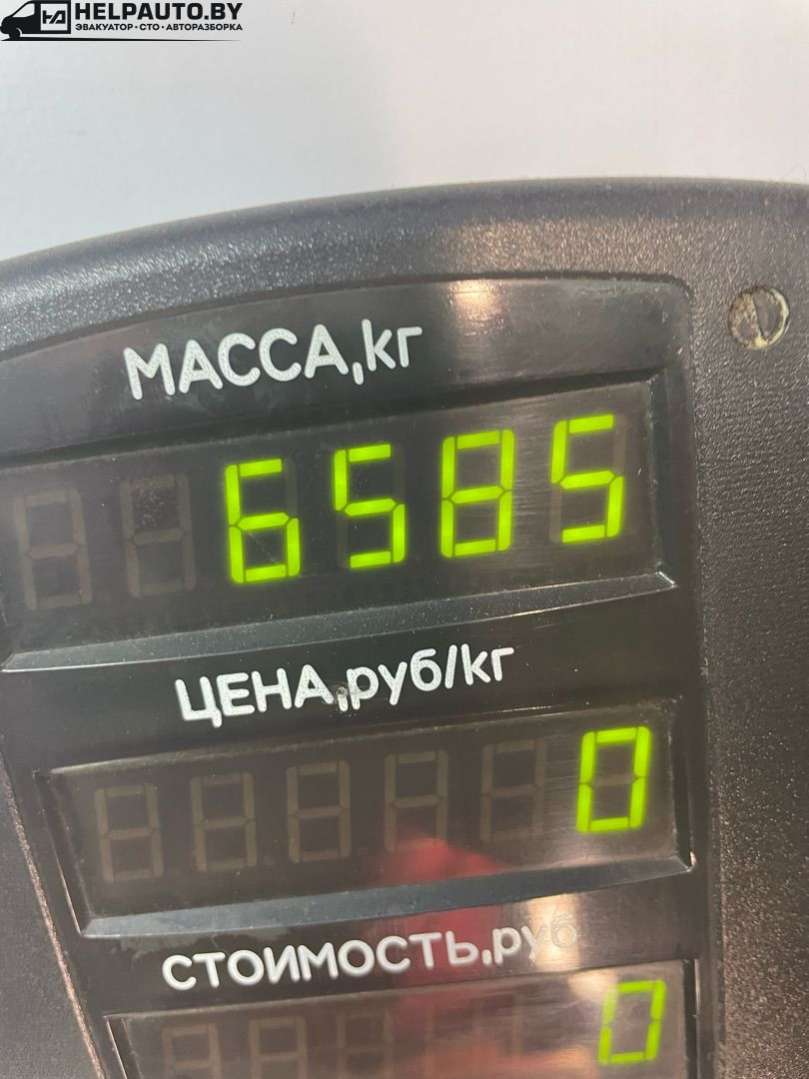 HELPAUTO.BY
ЭВАКУАТОР • СТО • АВТОРАЗБОРКА
МАССА,кг
6585
ЦЕНА,руб/кг
0
СТОИМОСТЬ,руб
0